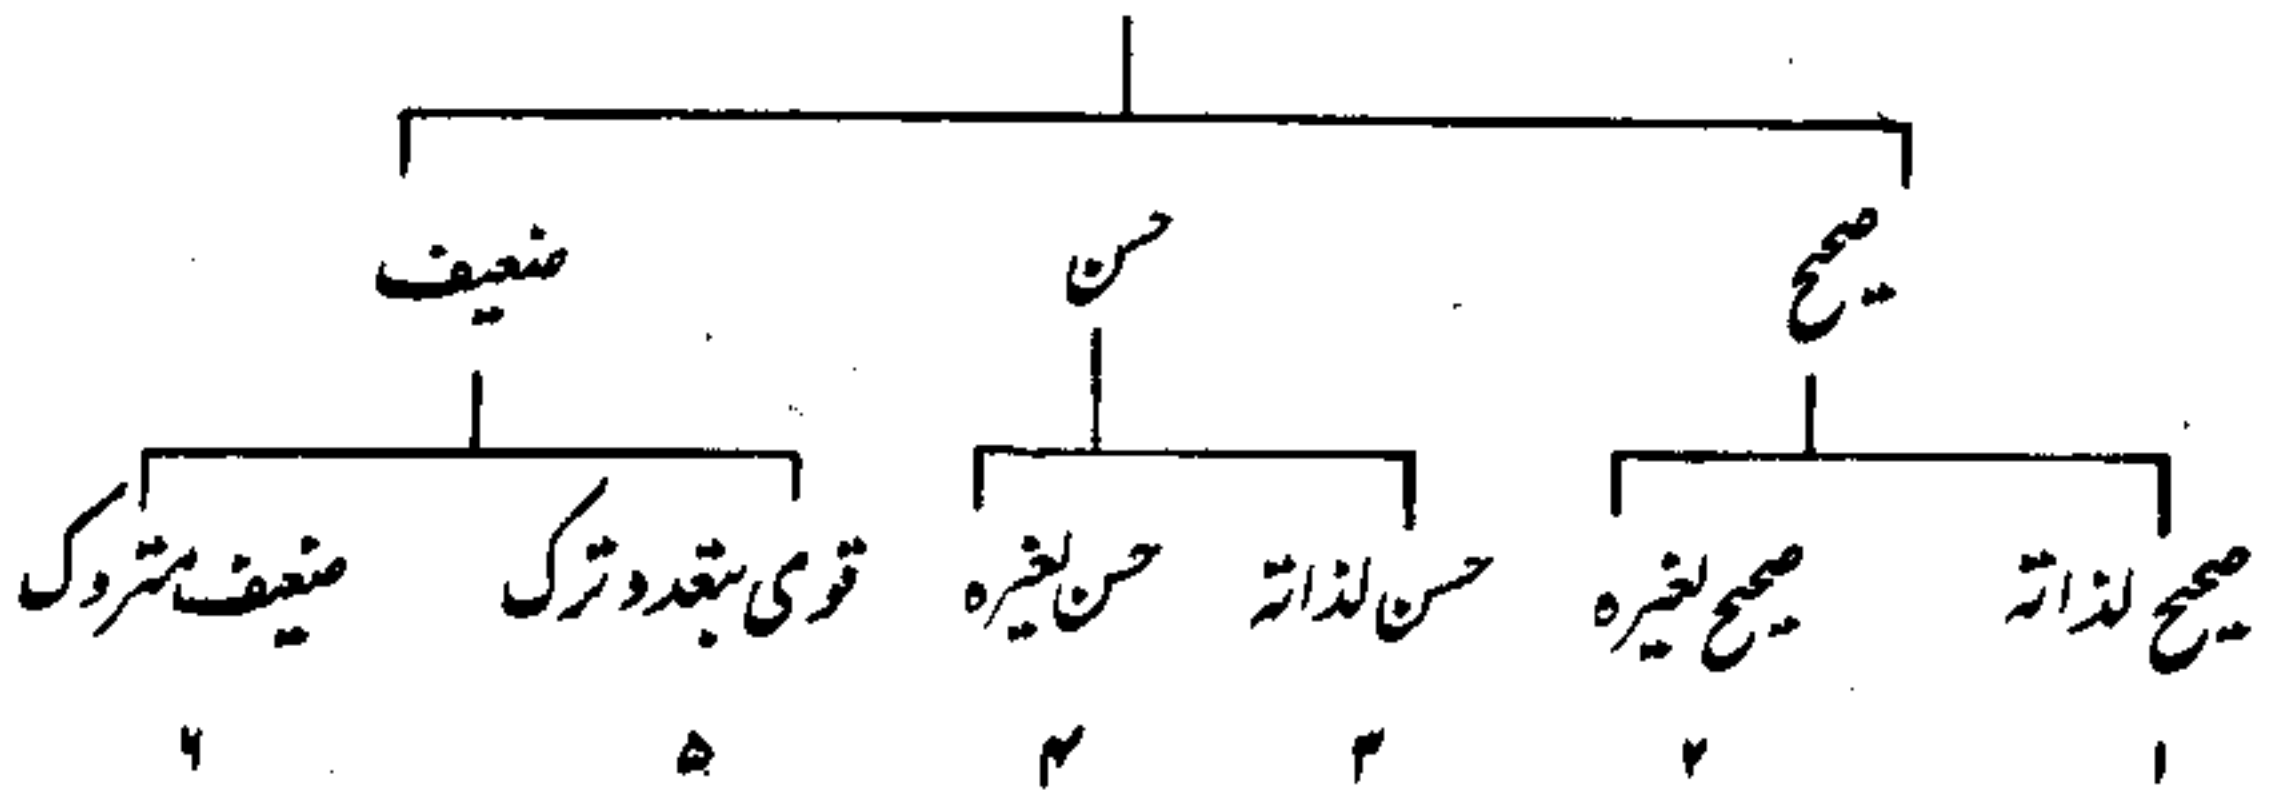 صحیح حسن ضعیف
صحیح لذاتہ صحیح لغیرہ حسن لذاتہ حسن لغیرہ قوی بتعدد ترک ضعیف متروک
۱ ۲ ۳ ۴ ۵ ۶